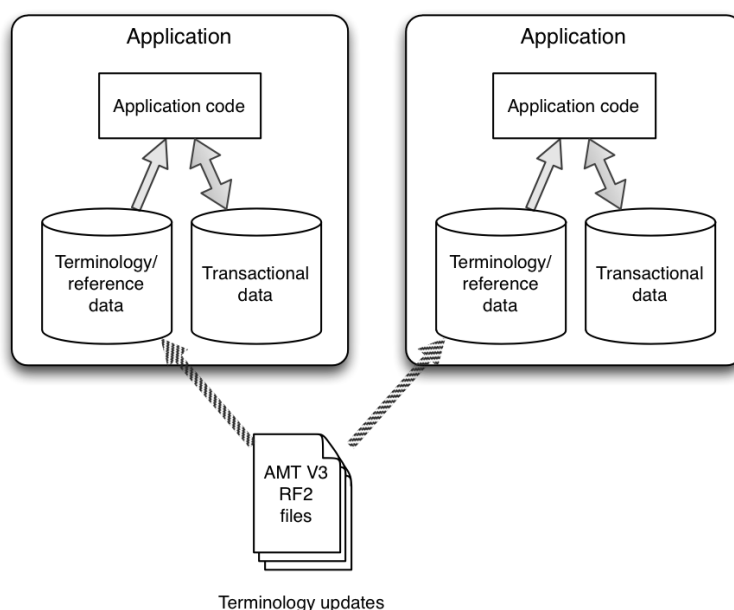 Application
Application code
Terminology/
reference
data
Transactional
data
Application
Application code
Terminology/
reference
data
Transactional
data
AMT V3
RF2
files
Terminology updates